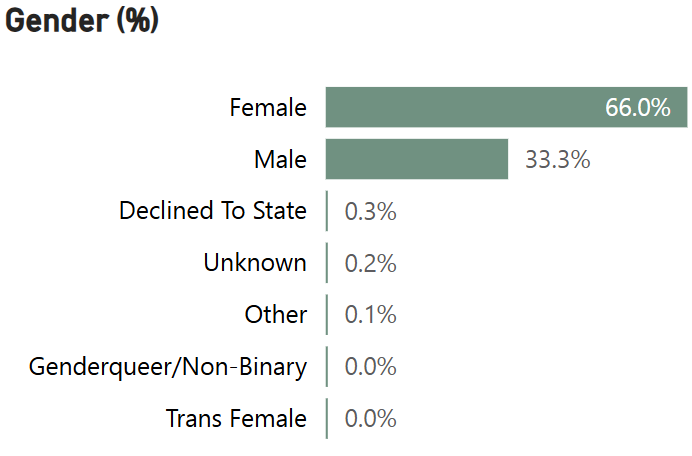 Gender (%)
Female 66.0%
Male 33.3%
Declined To State 0.3%
Unknown 0.2%
Other 0.1%
Genderqueer/Non-Binary 0.0%
Trans Female 0.0%